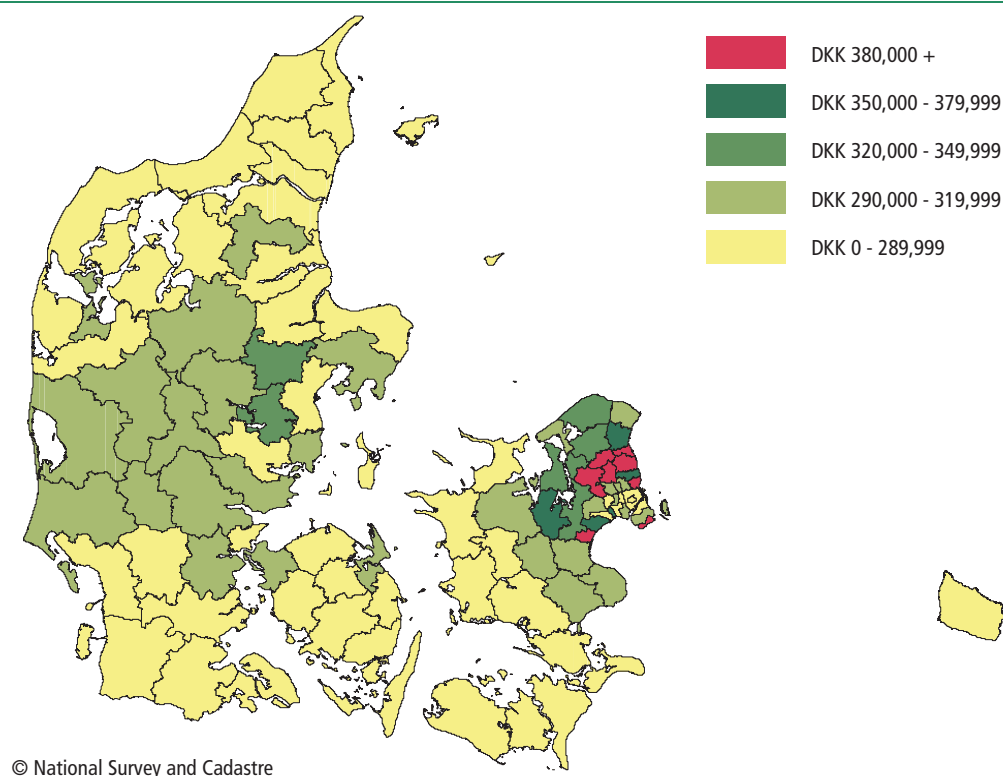 DKK 380,000 +
DKK 350,000 - 379,999
DKK 320,000 - 349,999
DKK 290,000 - 319,999
DKK 0 - 289,999
© National Survey and Cadastre